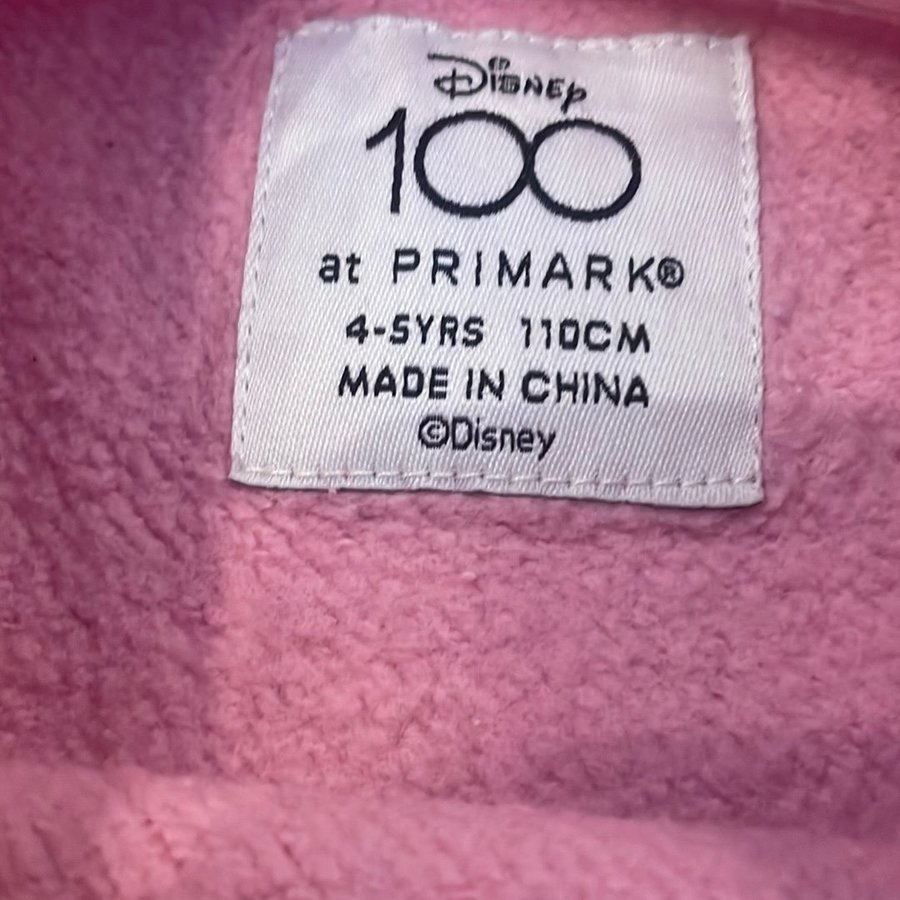 Disney
100
at PRIMARK®
4-5YRS 110CM
MADE IN CHINA
©Disney